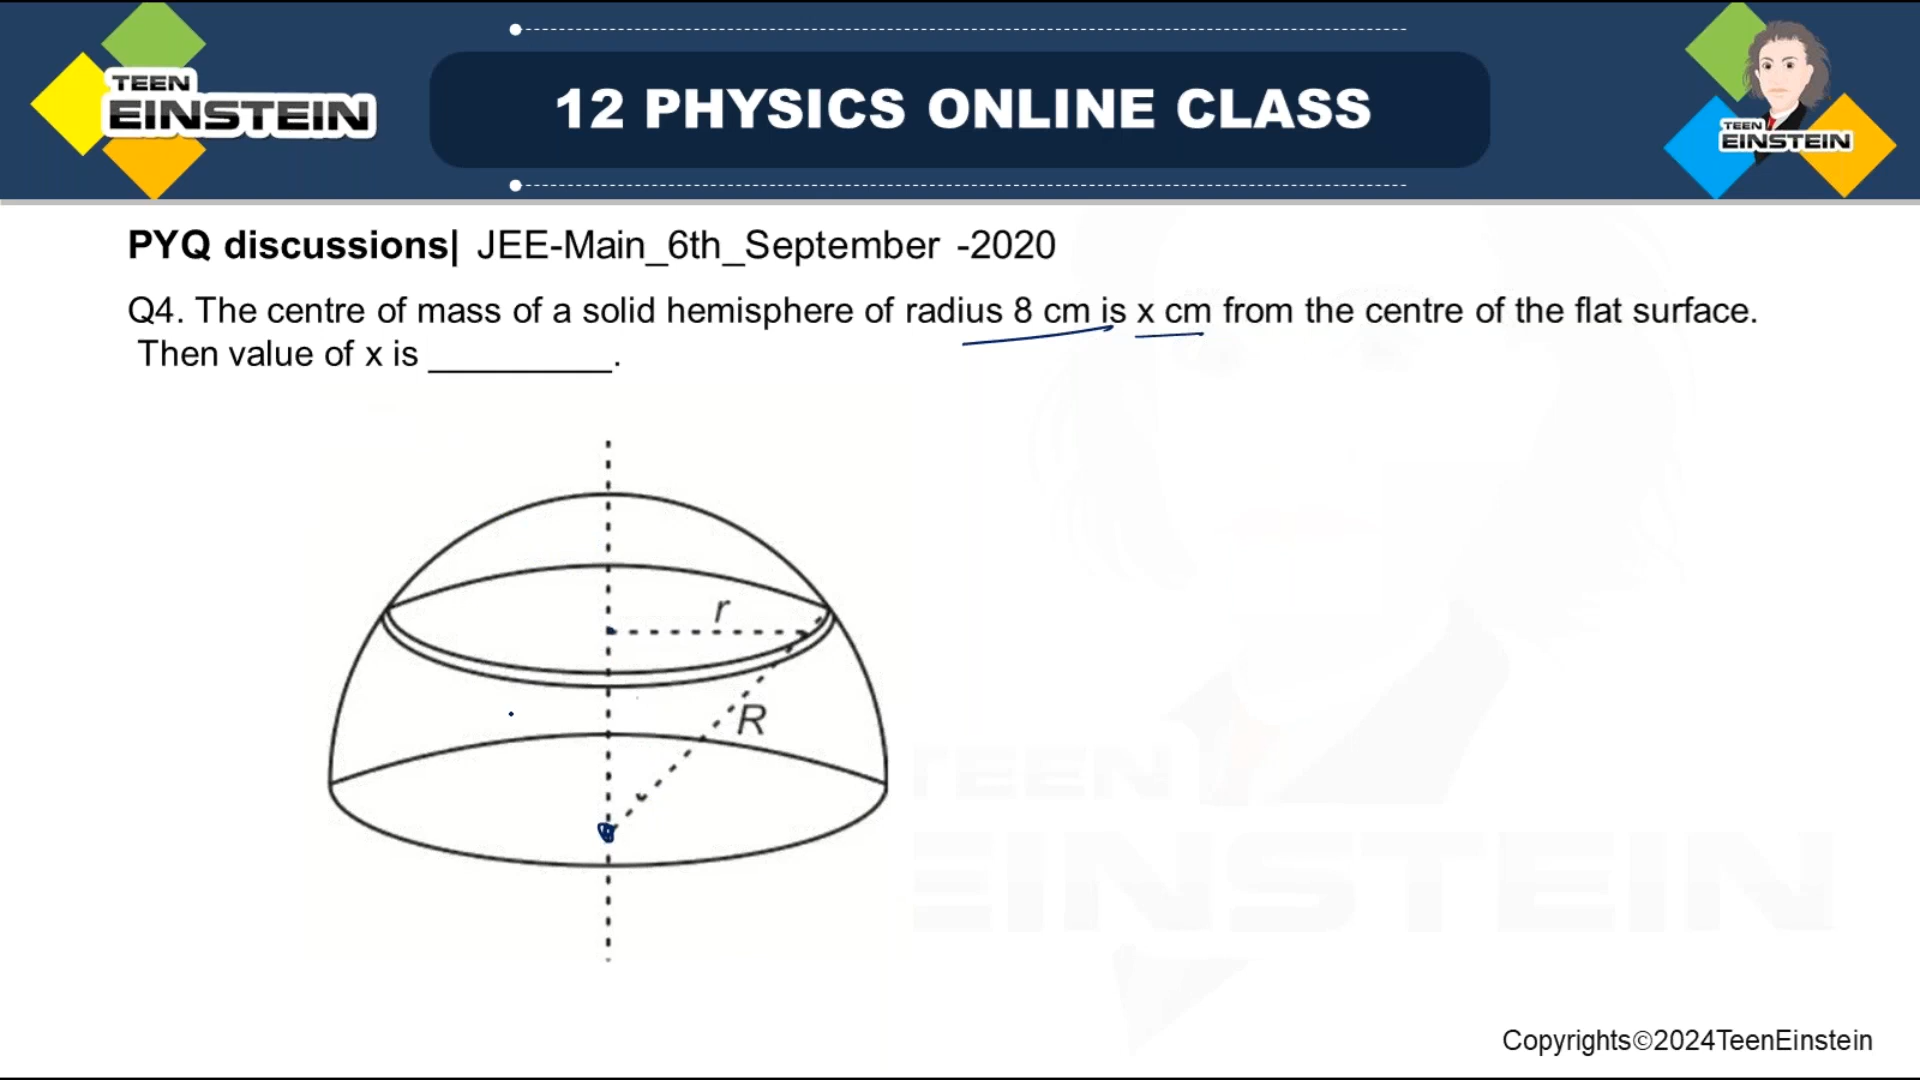 TEEN
EINSTEIN
12 PHYSICS ONLINE CLASS
TEEN
EINSTEIN
PYQ discussions| JEE-Main_6th_September -2020
Q4. The centre of mass of a solid hemisphere of radius 8 cm is x cm from the centre of the flat surface.
Then value of x is __________.
r
R
TEEN
EINSTEIN
Copyrights©2024TeenEinstein